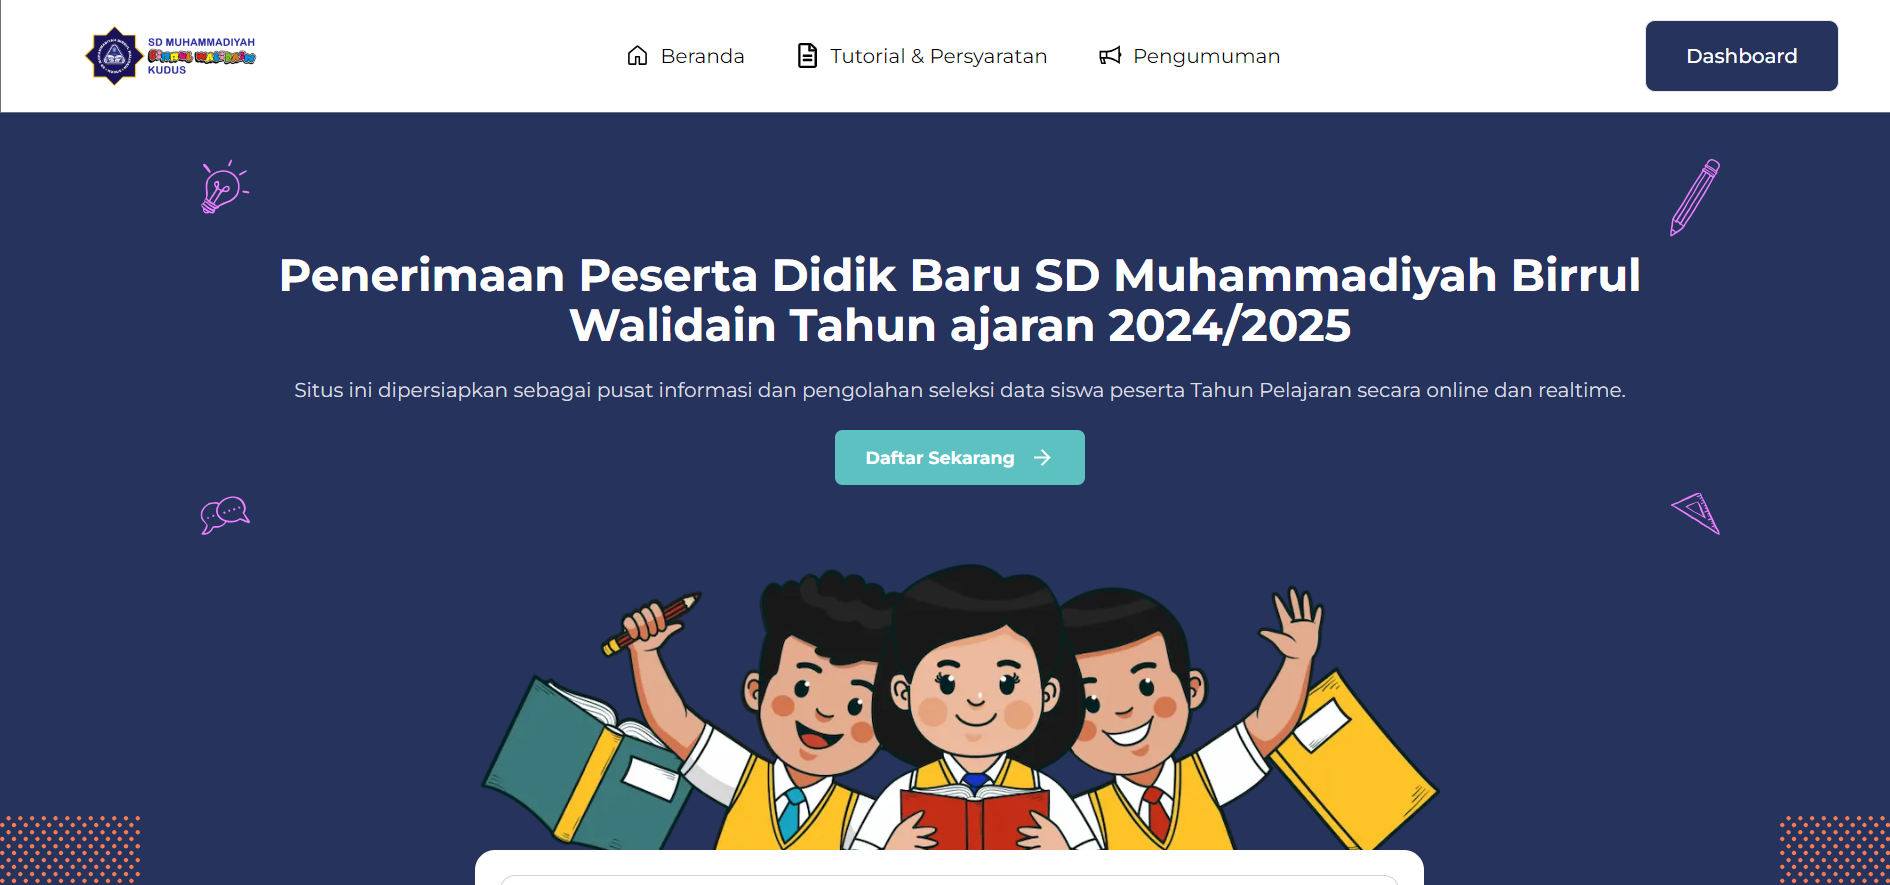 SD MUHAMMADIYAH
BIRRUL WALIDAIN
KUDUS
Beranda
Tutorial & Persyaratan
Pengumuman
Dashboard
Penerimaan Peserta Didik Baru SD Muhammadiyah Birrul
Walidain Tahun ajaran 2024/2025
Situs ini dipersiapkan sebagai pusat informasi dan pengolahan seleksi data siswa peserta Tahun Pelajaran secara online dan realtime.
Daftar Sekarang